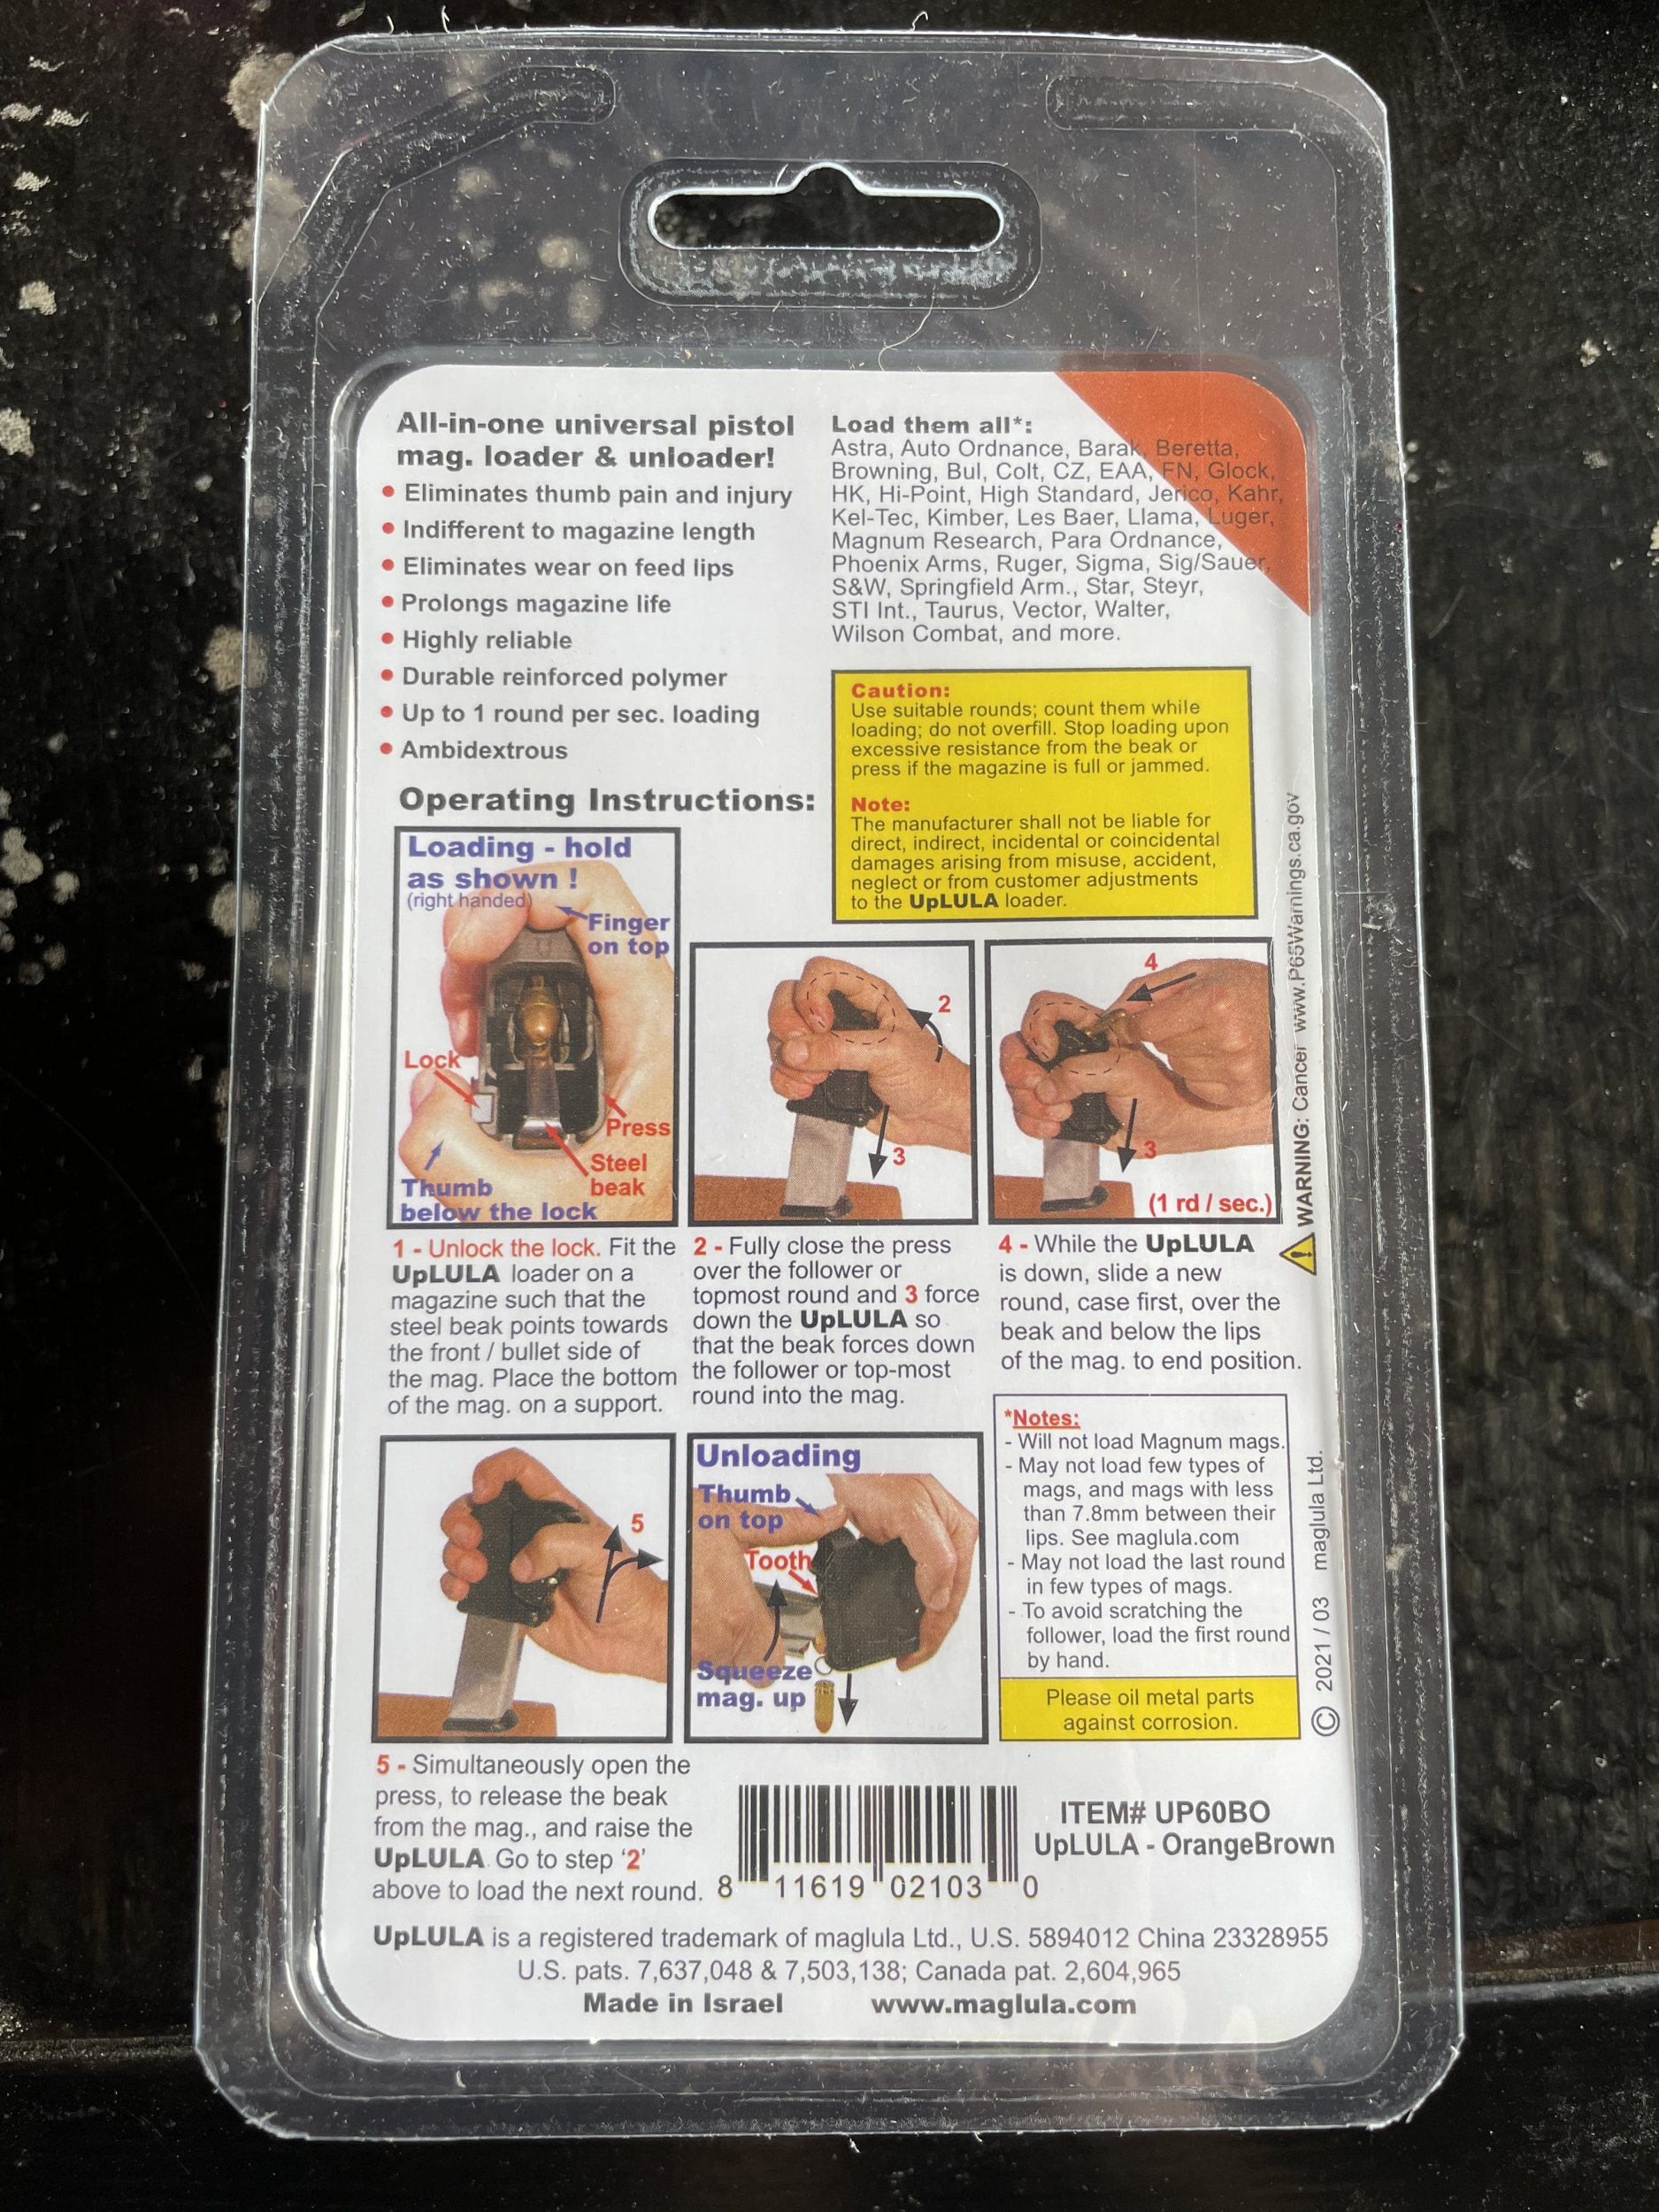 All-in-one universal pistol
mag. loader & unloader!
• Eliminates thumb pain and injury
• Indifferent to magazine length
• Eliminates wear on feed lips
• Prolongs magazine life
• Highly reliable
• Durable reinforced polymer
• Up to 1 round per sec. loading
• Ambidextrous
Load them all*:
Astra, Auto Ordnance, Barak, Beretta,
Browning, Bul, Colt, CZ, EAA, FN, Glock,
HK, Hi-Point, High Standard, Jerico, Kahr,
Kel-Tec, Kimber, Les Baer, Llama, Luger,
Magnum Research, Para Ordnance,
Phoenix Arms, Ruger, Sigma, Sig/Sauer,
S&W, Springfield Arm., Star, Steyr,
STI Int., Taurus, Vector, Walter,
Wilson Combat, and more.
Caution:
Use suitable rounds; count them while
loading; do not overfill. Stop loading upon
excessive resistance from the beak or
press if the magazine is full or jammed.
Note:
The manufacturer shall not be liable for
direct, indirect, incidental or coincidental
damages arising from misuse, accident,
neglect or from customer adjustments
to the UpLULA loader.
Operating Instructions:
Loading - hold
as shown !
(right handed)
Finger
on top
Lock
Press
Steel
beak
Thumb
below the lock
2
3
4
3
(1 rd / sec.)
WARNING: Cancer www.P65Warnings.ca.gov
1 - Unlock the lock. Fit the
UpLULA loader on a
magazine such that the
steel beak points towards
the front / bullet side of
the mag. Place the bottom
of the mag. on a support.
2 - Fully close the press
over the follower or
topmost round and 3 force
down the UpLULA so
that the beak forces down
the follower or top-most
round into the mag.
4 - While the UpLULA
is down, slide a new
round, case first, over the
beak and below the lips
of the mag. to end position.
5
Unloading
Thumb
on top
Tooth
Squeeze
mag. up
*Notes:
- Will not load Magnum mags.
- May not load few types of
mags, and mags with less
than 7.8mm between their
lips. See maglula.com
- May not load the last round
in few types of mags.
- To avoid scratching the
follower, load the first round
by hand.
Please oil metal parts
against corrosion.
© 2021 / 03 maglula Ltd.
5 - Simultaneously open the
press, to release the beak
from the mag., and raise the
UpLULA. Go to step ‘2’
above to load the next round.
8 11619 02103 0
ITEM# UP60BO
UpLULA - OrangeBrown
UpLULA is a registered trademark of maglula Ltd., U.S. 5894012 China 23328955
U.S. pats. 7,637,048 & 7,503,138; Canada pat. 2,604,965
Made in Israel www.maglula.com